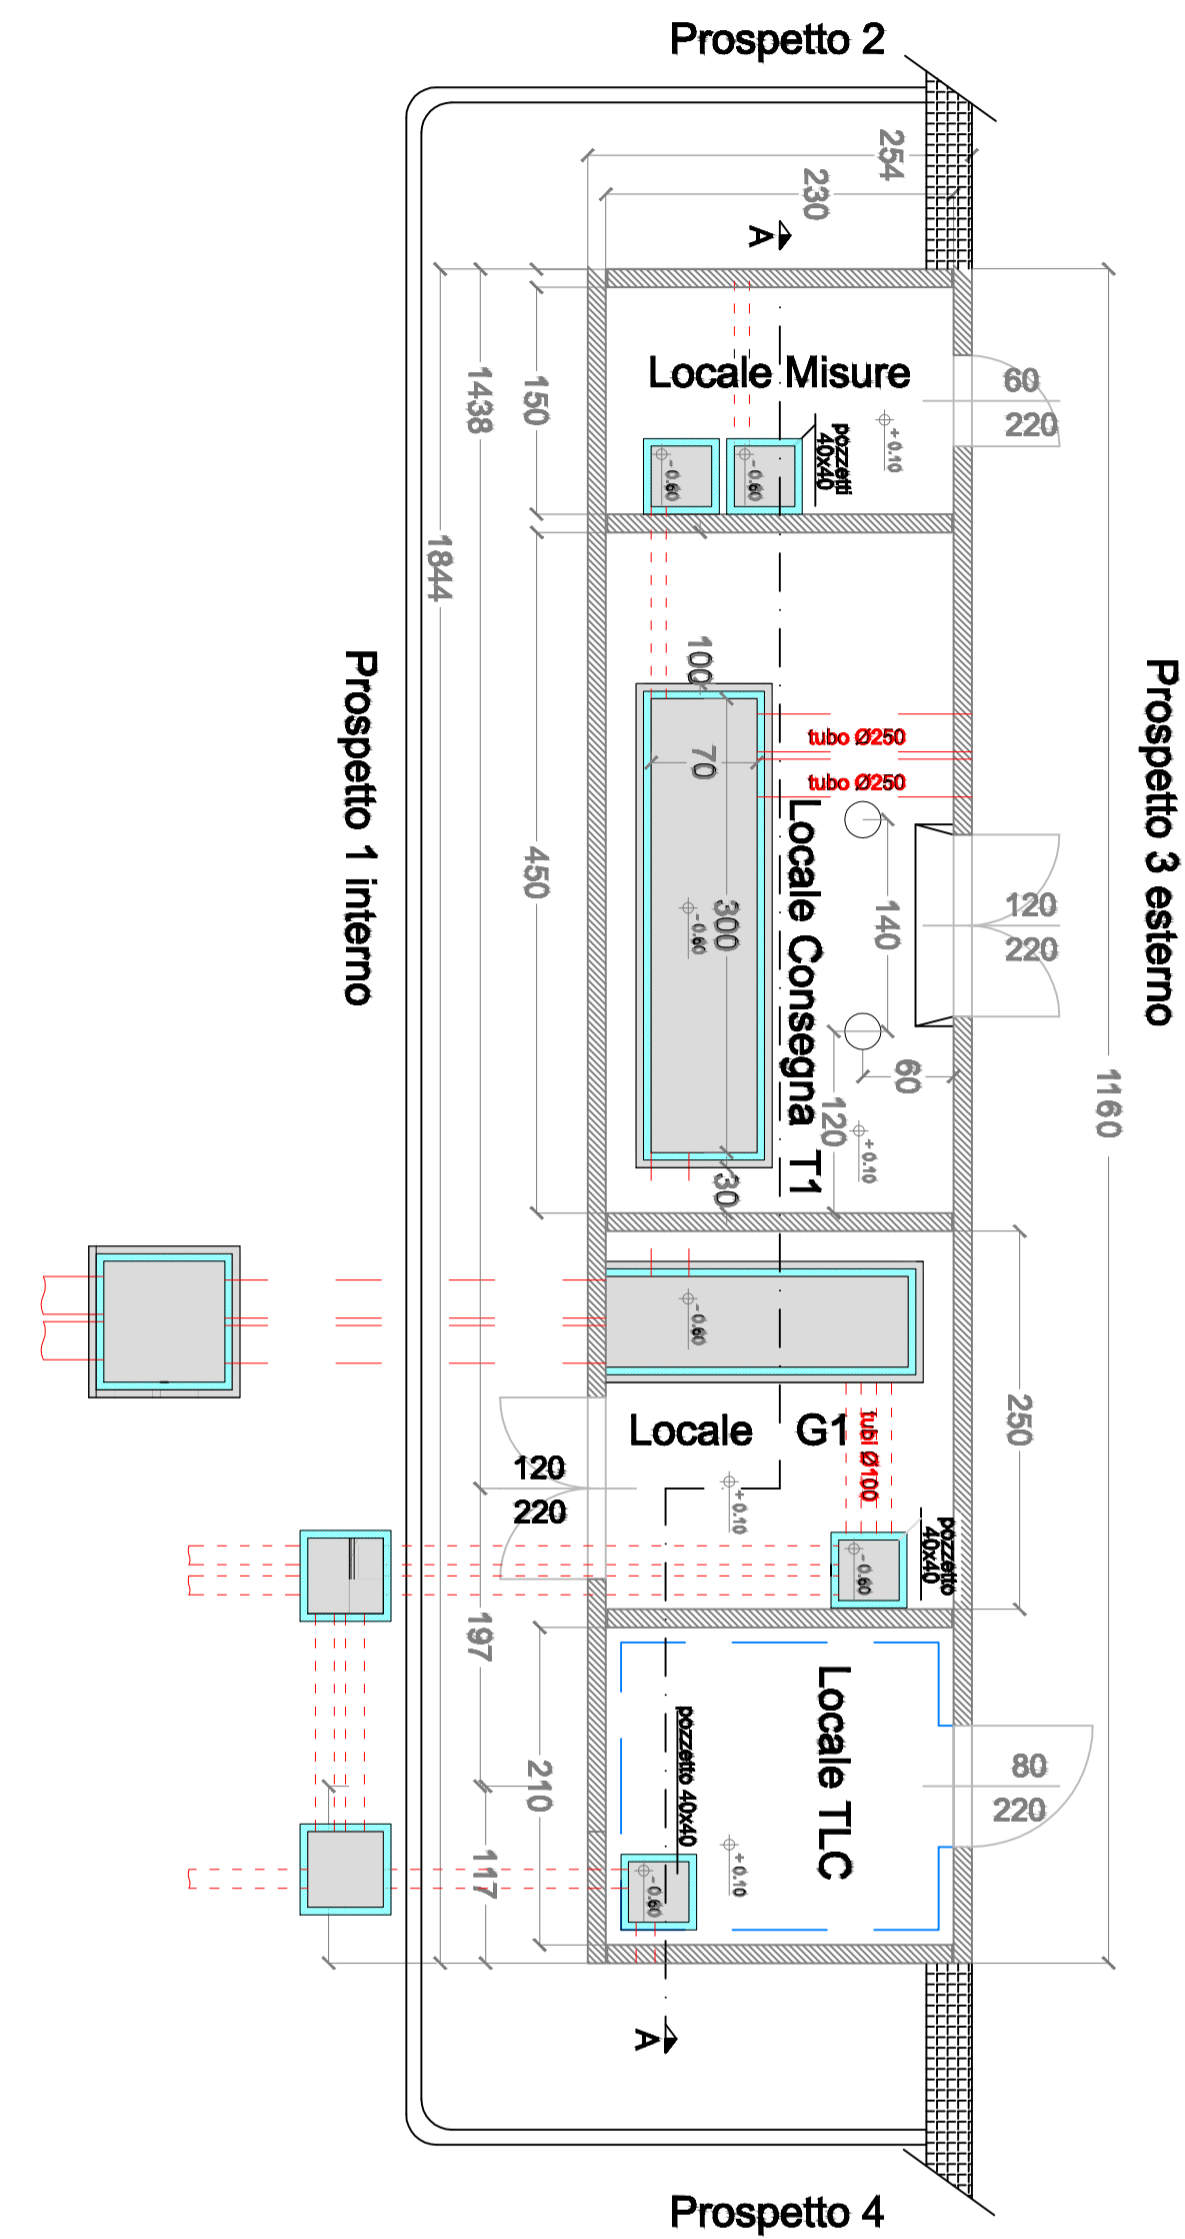 Prospetto 2
254
230
A
Locale Misure
60
220
+0.10
pozzetti
40x40
-0.60
-0.60
150
1438
1844
1160
Prospetto 3 esterno
Prospetto 1 interno
100
70
300
-0.60
450
tubo Ø250
tubo Ø250
Locale Consegna T1
140
120
220
60
120
+0.10
30
-0.60
250
Locale G1
tubi Ø100
120
220
+0.10
pozzetto
40x40
-0.60
197
210
117
Locale TLC
pozzetto 40x40
80
220
+0.10
-0.60
A
Prospetto 4